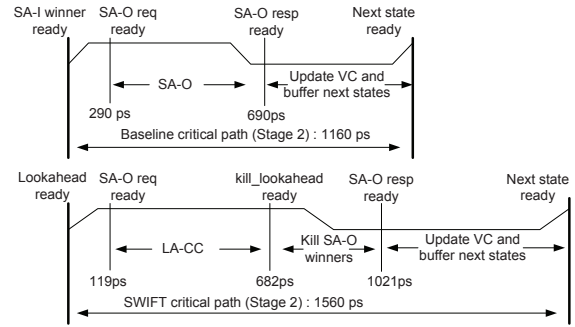 SA-I winner ready
SA-O req ready
SA-O resp ready
Next state ready
SA-O
Update VC and buffer next states
290 ps
690ps
Baseline critical path (Stage 2) : 1160 ps
Lookahead ready
SA-O req ready
kill_lookahead ready
SA-O resp ready
Next state ready
LA-CC
Kill SA-O winners
Update VC and buffer next states
119ps
682ps
1021ps
SWIFT critical path (Stage 2) : 1560 ps